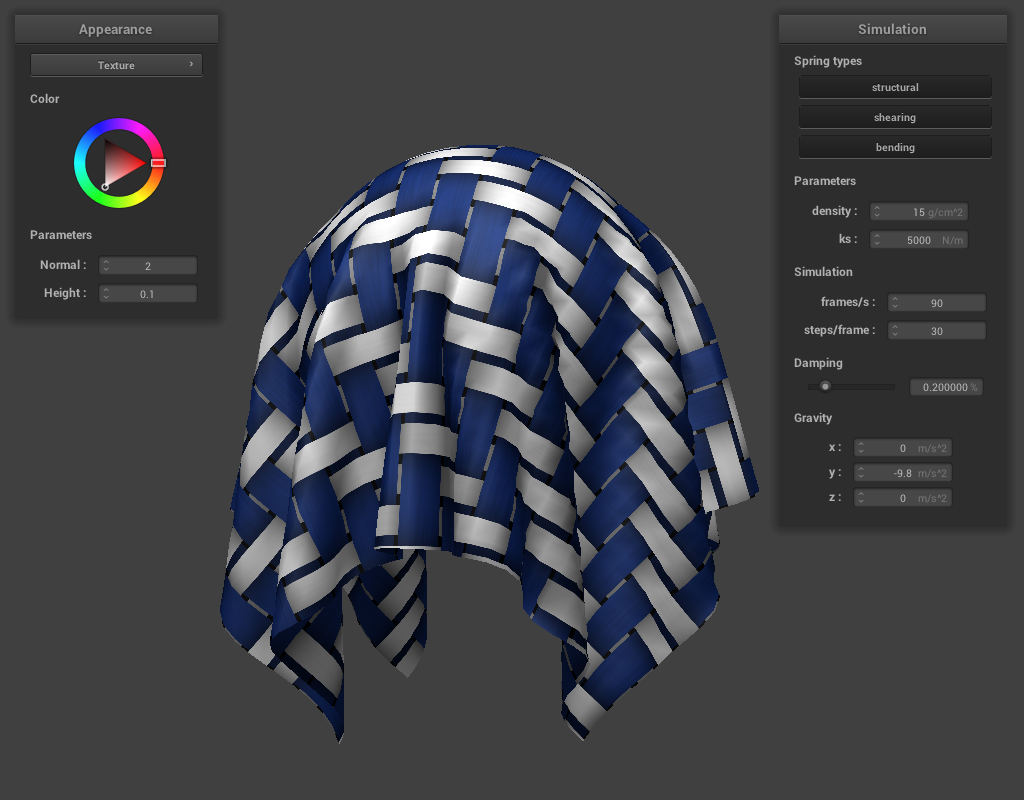 Appearance
Texture
Color
Parameters
Normal : 2
Height : 0.1
Simulation
Spring types
structural
shearing
bending
Parameters
density : 15 g/cm^2
ks : 5000 N/m
Simulation
frames/s : 90
steps/frame : 30
Damping
0.200000 %
Gravity
x : 0 m/s^2
y : -9.8 m/s^2
z : 0 m/s^2